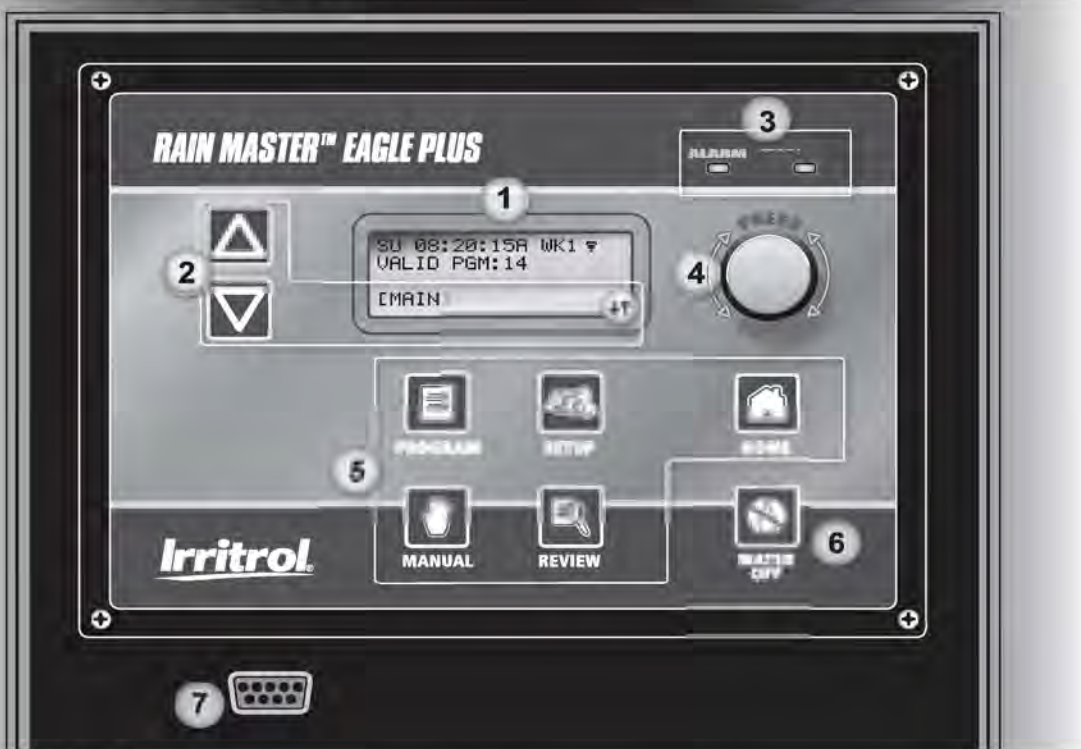 3
RAIN MASTER™ EAGLE PLUS
ALARM
1
PRESS
SU 08:20:15A WK1
VALID PGM:14
2
4
[MAIN
PROGRAM SETUP HOME
5
Irritrol
MANUAL REVIEW
WATER
OFF
6
7